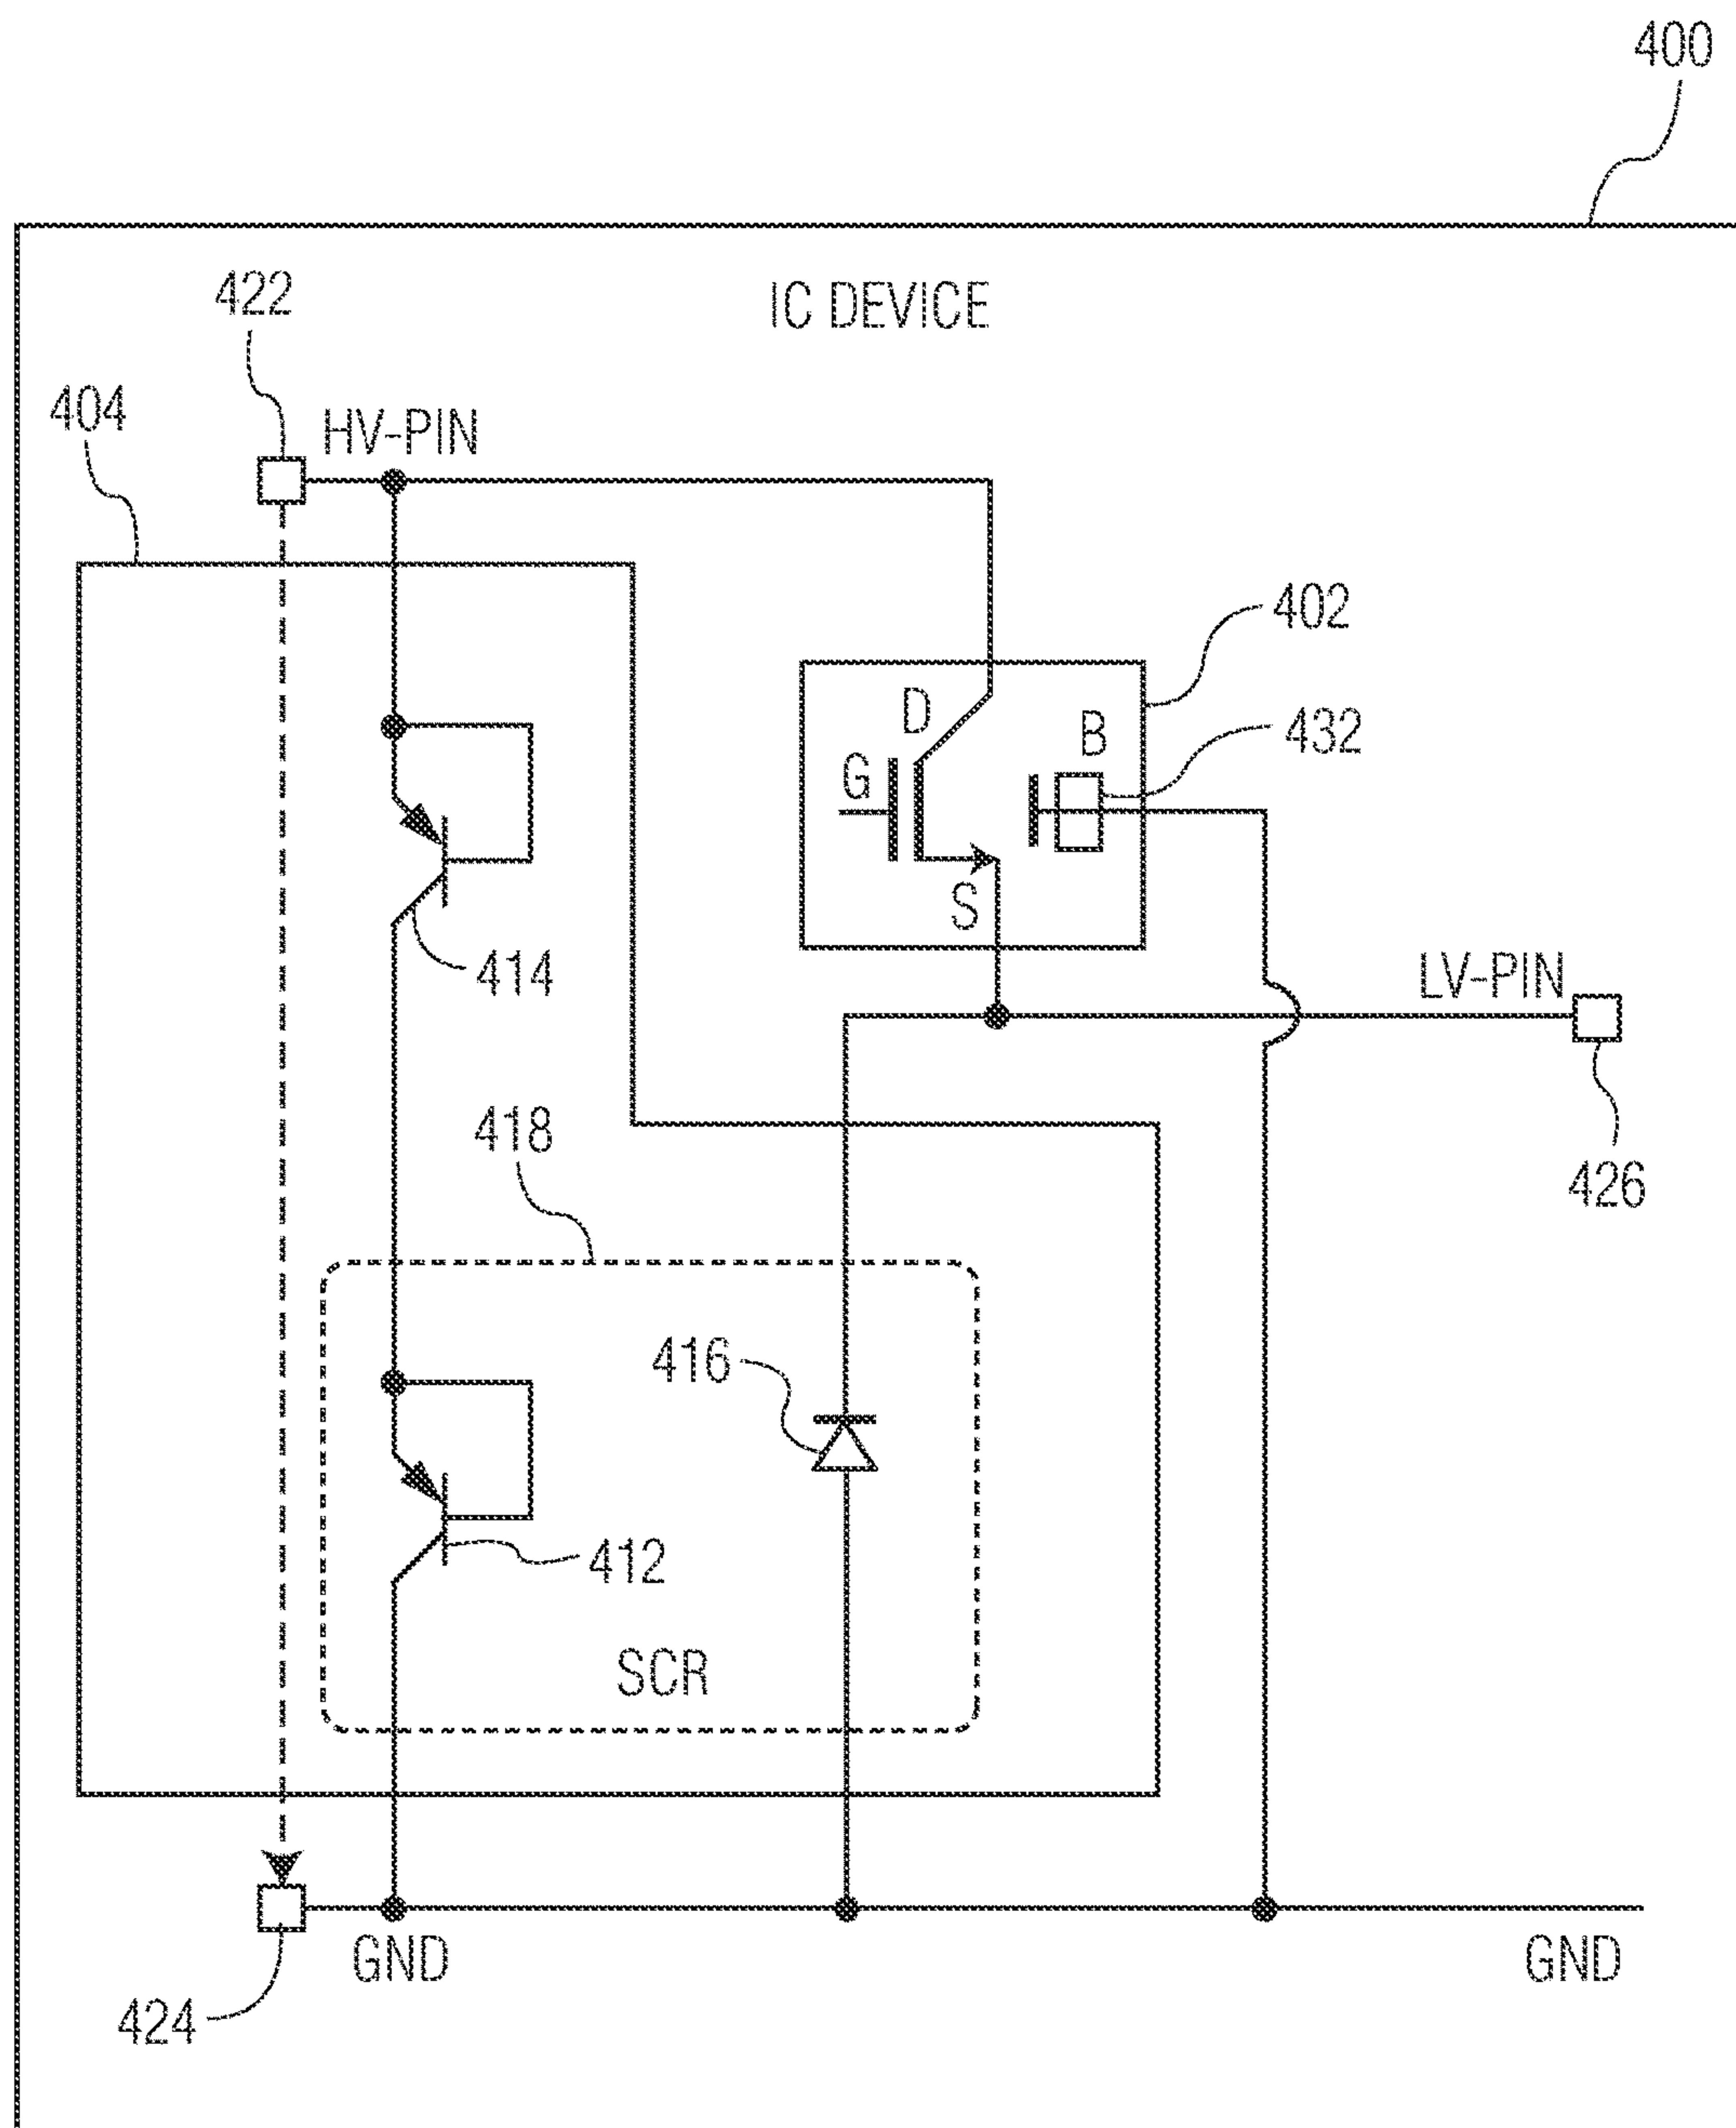 400
IC DEVICE
422
404
HV-PIN
402
D
B
432
G
S
414
LV-PIN
418
426
416
412
SCR
GND
GND
424